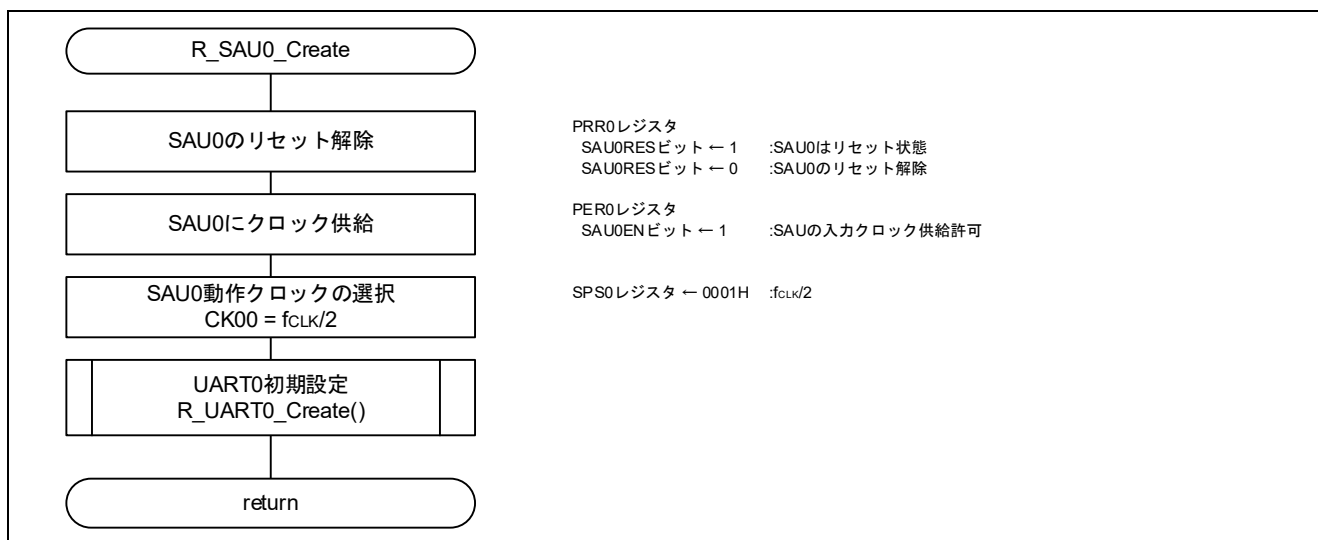 R_SAU0_Create
SAU0のリセット解除
PRR0レジスタ
SAU0RESビット ← 1 :SAU0はリセット状態
SAU0RESビット ← 0 :SAU0のリセット解除
SAU0にクロック供給
PER0レジスタ
SAU0ENビット ← 1 :SAUの入力クロック供給許可
SAU0動作クロックの選択
CK00 = fCLK/2
SPS0レジスタ ← 0001H :fCLK/2
UART0初期設定
R_UART0_Create()
return